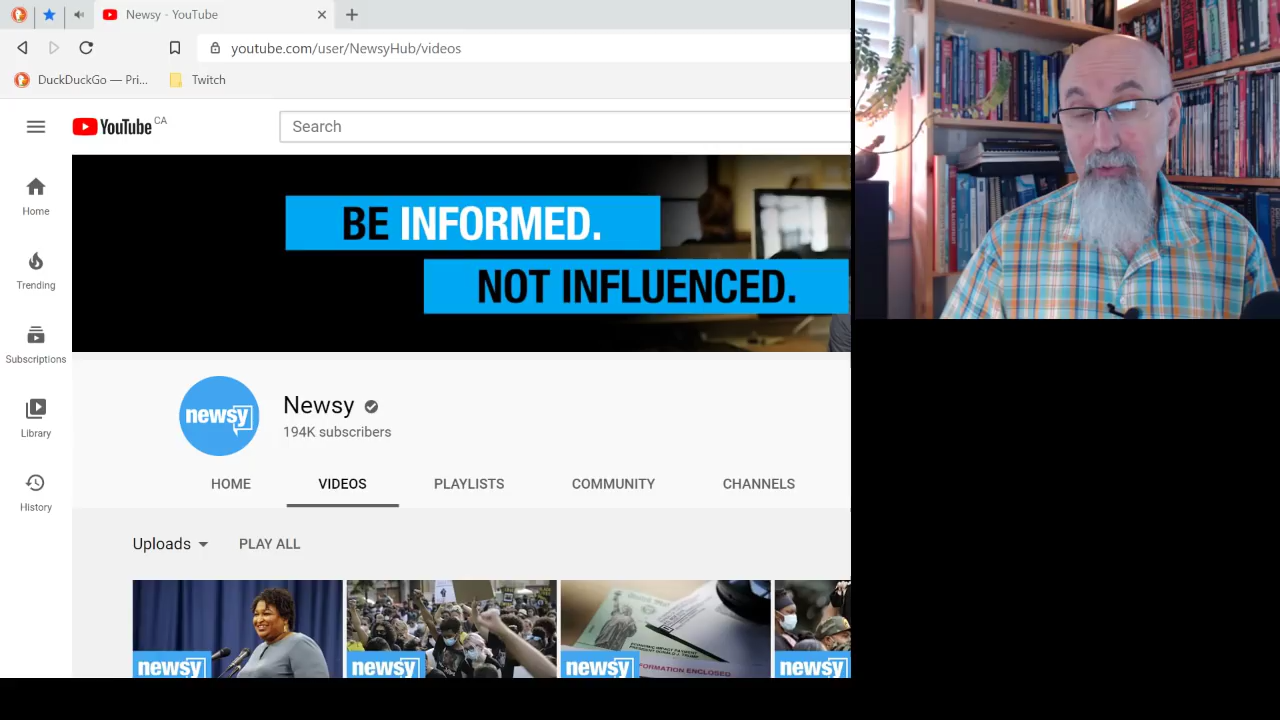 Newsy - YouTube
youtube.com/user/NewsyHub/videos
DuckDuckGo — Pri...
Twitch
YouTube CA
Search
Home
Trending
Subscriptions
Library
History
BE INFORMED.
NOT INFLUENCED.
newsy
Newsy
194K subscribers
HOME
VIDEOS
PLAYLISTS
COMMUNITY
CHANNELS
Uploads
PLAY ALL
newsy
newsy
newsy
newsy